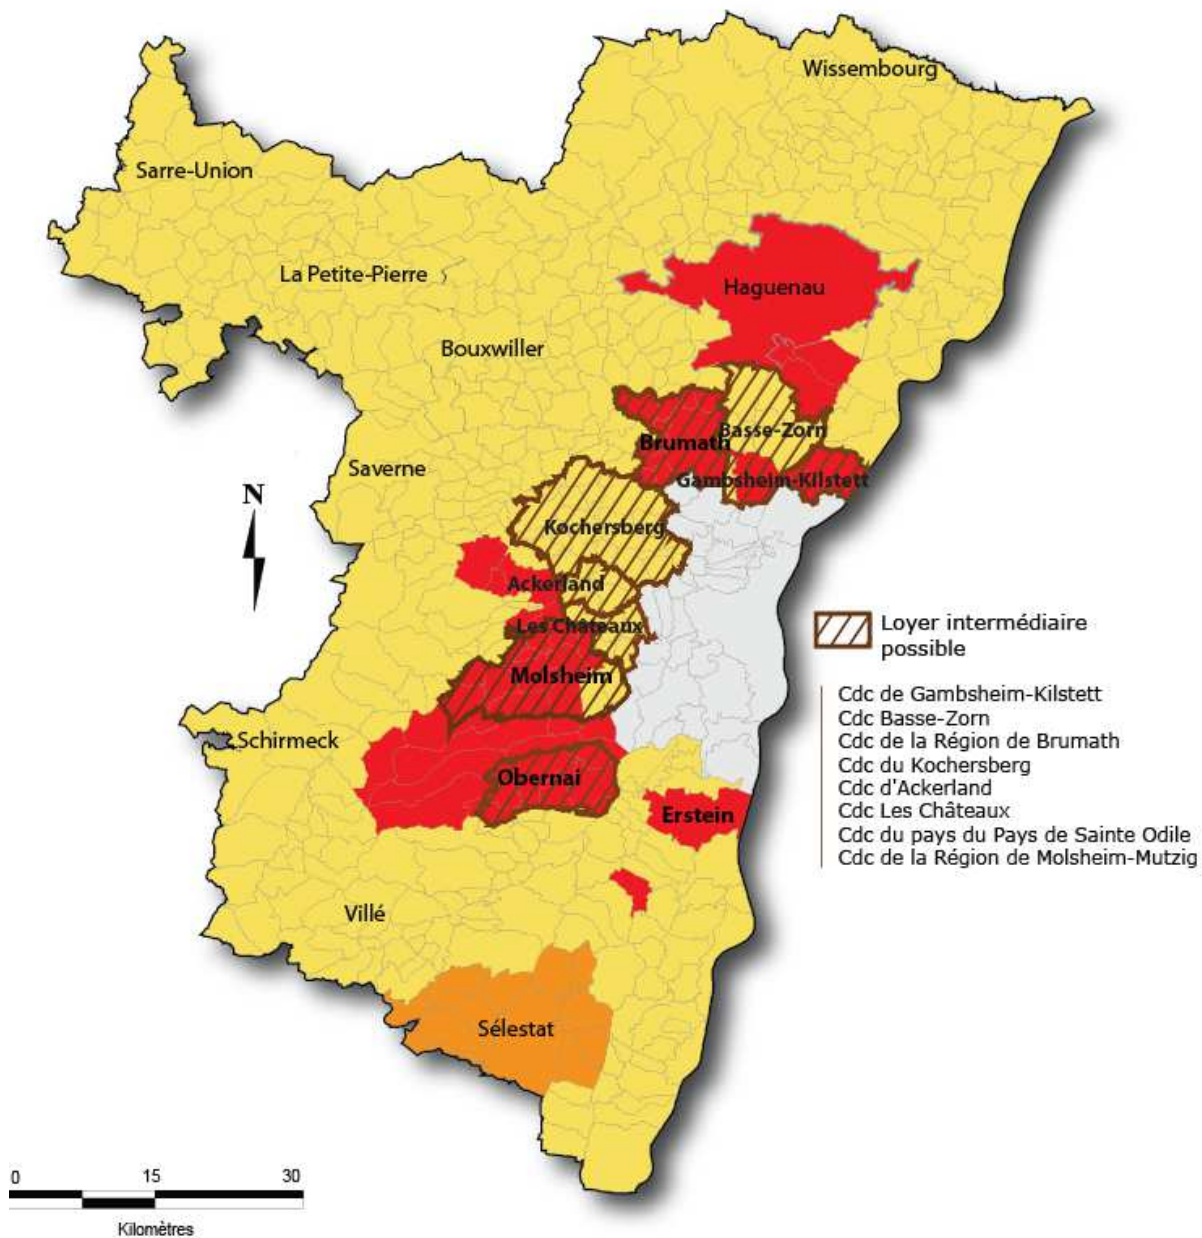 Wissembourg
Sarre-Union
La Petite-Pierre
Haguenau
Bouxwiller
Basse-Zorn
Brumath
Saverne
Gambsheim-Kilstett
N
Kochersberg
Ackerland
Les Châteaux
Molsheim
Schirmeck
Obernai
Erstein
Villé
Sélestat
Loyer intermédiaire
possible
Cdc de Gambsheim-Kilstett
Cdc Basse-Zorn
Cdc de la Région de Brumath
Cdc du Kochersberg
Cdc d'Ackerland
Cdc Les Châteaux
Cdc du pays du Pays de Sainte Odile
Cdc de la Région de Molsheim-Mutzig
0 15 30
Kilomètres